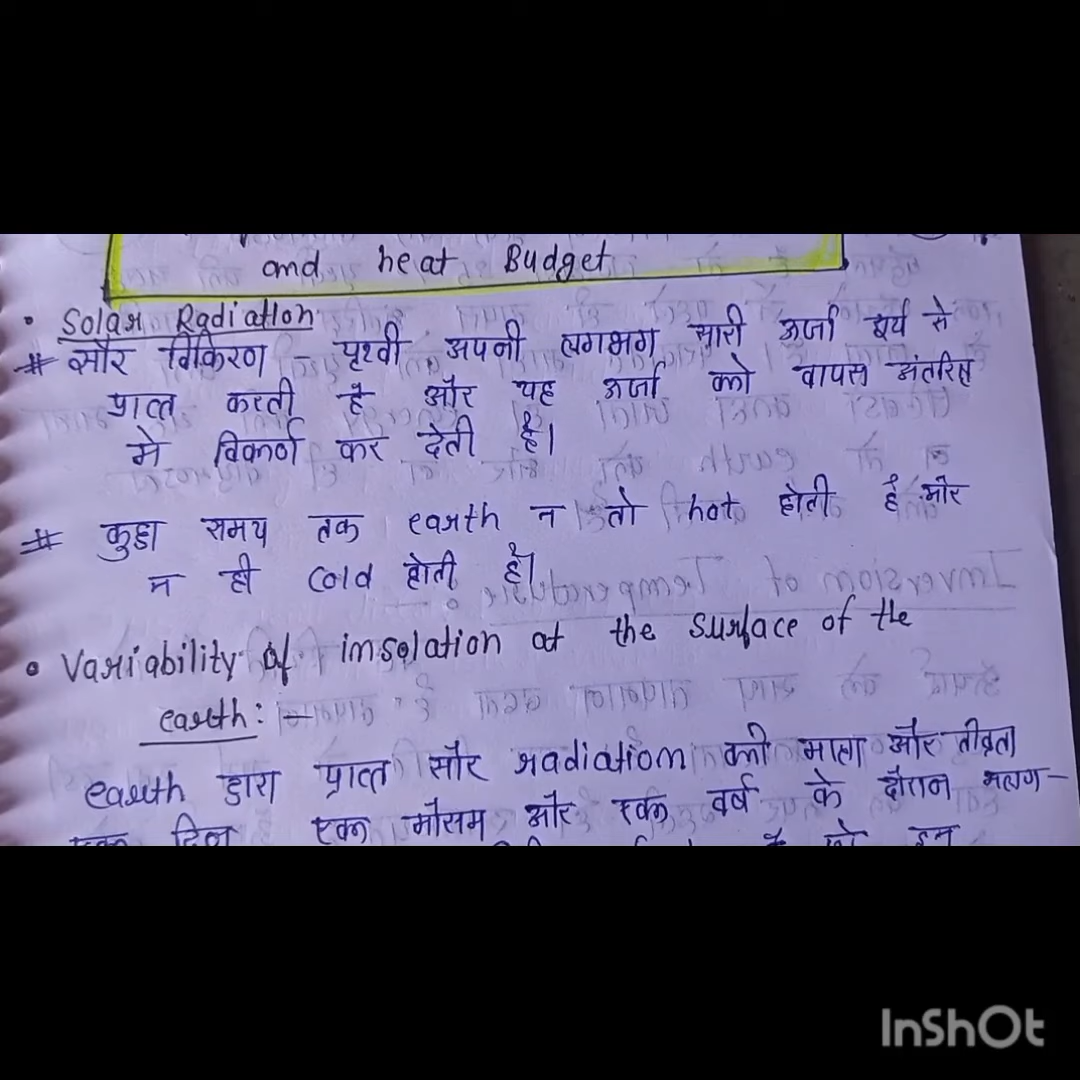 and heat Budget
• Solar Radiation
# सौर विकिरण - पृथ्वी अपनी लगभग सारी ऊर्जा सूर्य से
प्राप्त करती है और यह ऊर्जा को वापस अंतरिक्ष
मे विकर्ण कर देती है।
# कुछ समय तक earth न तो hot होती है और
न ही cold होती है।
• Variability of insolation at the surface of the
earth: -
earth द्वारा प्राप्त सौर radiation की मात्रा और तीव्रता
एक दिन एक मौसम और एक वर्ष के दौरान अलग-
InShOt